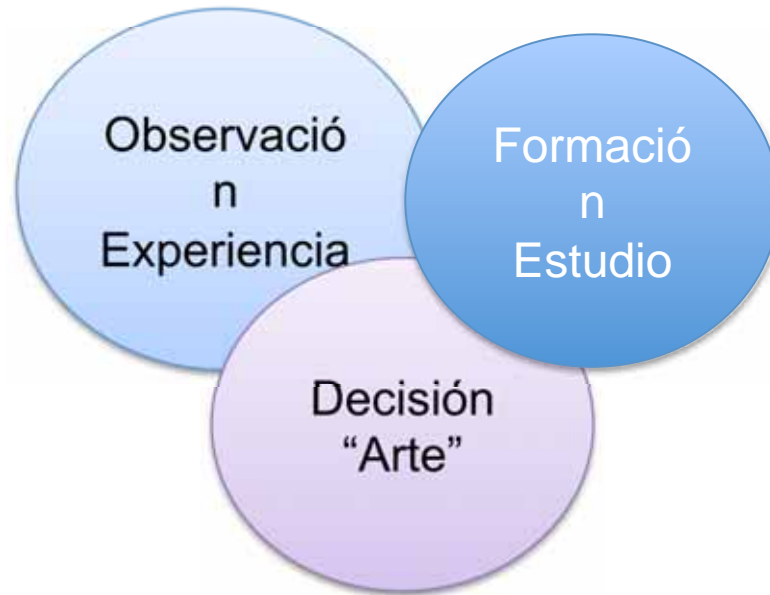 Observació
n
Experiencia
Formació
n
Estudio
Decisión
“Arte”